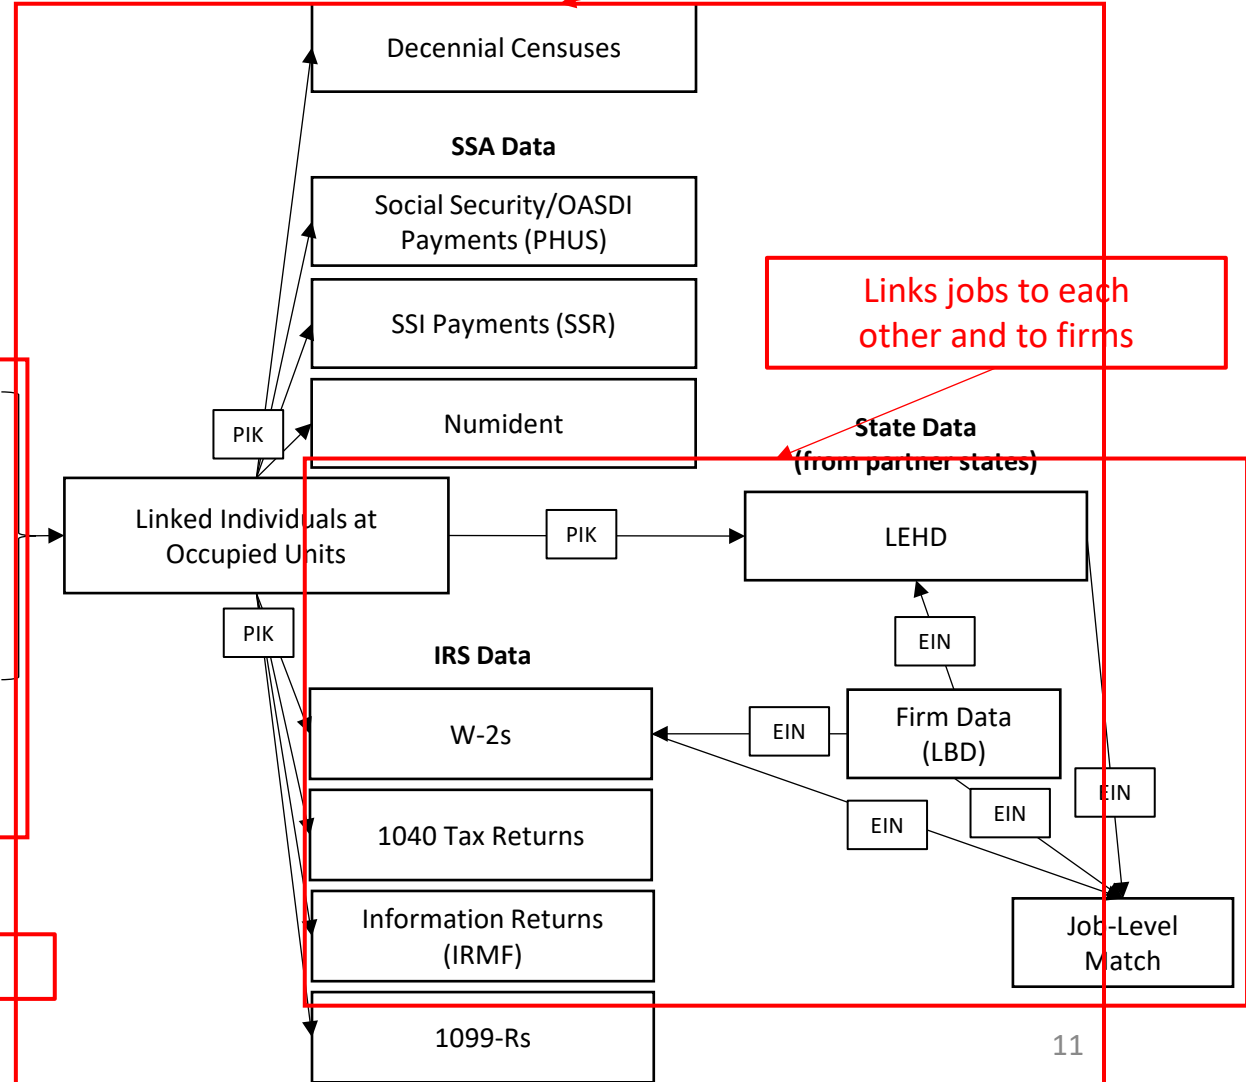 Decennial Censuses
SSA Data
Social Security/OASDI
Payments (PHUS)
Links jobs to each
other and to firms
SSI Payments (SSR)
Numident
PIK
State Data
(from partner states)
Linked Individuals at
Occupied Units
PIK
LEHD
PIK
EIN
IRS Data
W-2s
EIN
Firm Data
(LBD)
EIN
EIN
EIN
1040 Tax Returns
Information Returns
(IRMF)
Job-Level
Match
1099-Rs
11